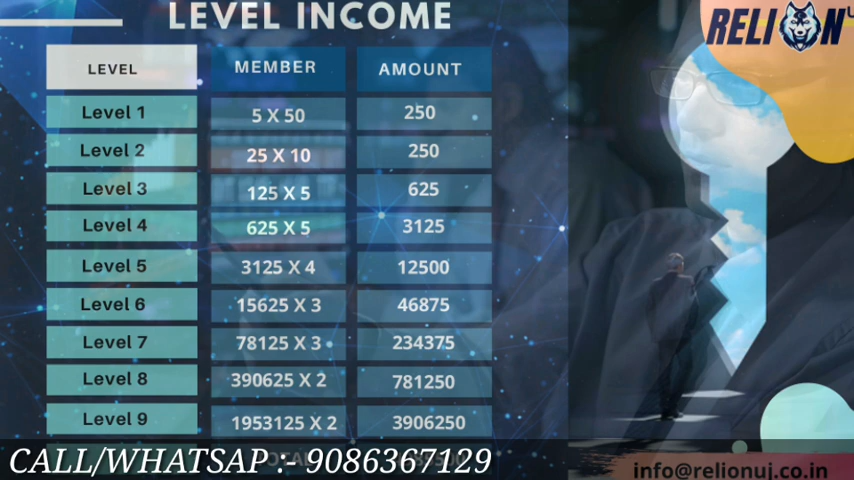 LEVEL INCOME
RELION
LEVEL MEMBER AMOUNT
Level 1 5 X 50 250
Level 2 25 X 10 250
Level 3 125 X 5 625
Level 4 625 X 5 3125
Level 5 3125 X 4 12500
Level 6 15625 X 3 46875
Level 7 78125 X 3 234375
Level 8 390625 X 2 781250
Level 9 1953125 X 2 3906250
CALL/WHATSAP :- 9086367129
info@relionuj.co.in